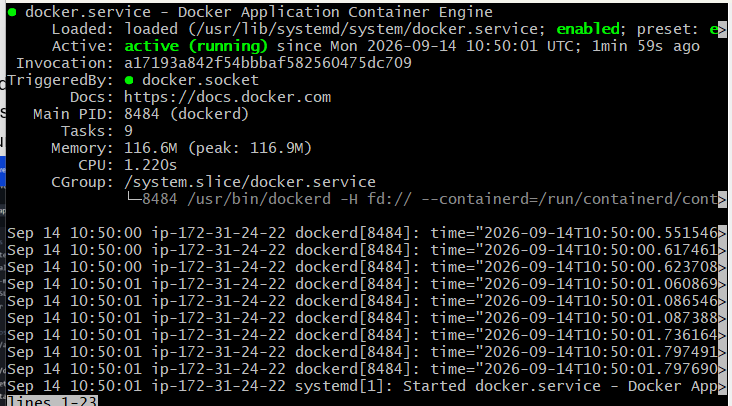 ● docker.service - Docker Application Container Engine
Loaded: loaded (/usr/lib/systemd/system/docker.service; enabled; preset: e>
Active: active (running) since Mon 2026-09-14 10:50:01 UTC; 1min 59s ago
Invocation: a17193a842f54bbbaf582560475dc709
TriggeredBy: ● docker.socket
Docs: https://docs.docker.com
Main PID: 8484 (dockerd)
Tasks: 9
Memory: 116.6M (peak: 116.9M)
CPU: 1.220s
CGroup: /system.slice/docker.service
└─8484 /usr/bin/dockerd -H fd:// --containerd=/run/containerd/cont>
Sep 14 10:50:00 ip-172-31-24-22 dockerd[8484]: time="2026-09-14T10:50:00.551546>
Sep 14 10:50:00 ip-172-31-24-22 dockerd[8484]: time="2026-09-14T10:50:00.617461>
Sep 14 10:50:00 ip-172-31-24-22 dockerd[8484]: time="2026-09-14T10:50:00.623708>
Sep 14 10:50:01 ip-172-31-24-22 dockerd[8484]: time="2026-09-14T10:50:01.060869>
Sep 14 10:50:01 ip-172-31-24-22 dockerd[8484]: time="2026-09-14T10:50:01.086546>
Sep 14 10:50:01 ip-172-31-24-22 dockerd[8484]: time="2026-09-14T10:50:01.087388>
Sep 14 10:50:01 ip-172-31-24-22 dockerd[8484]: time="2026-09-14T10:50:01.736164>
Sep 14 10:50:01 ip-172-31-24-22 dockerd[8484]: time="2026-09-14T10:50:01.797491>
Sep 14 10:50:01 ip-172-31-24-22 dockerd[8484]: time="2026-09-14T10:50:01.797690>
Sep 14 10:50:01 ip-172-31-24-22 systemd[1]: Started docker.service - Docker App>
lines 1-23